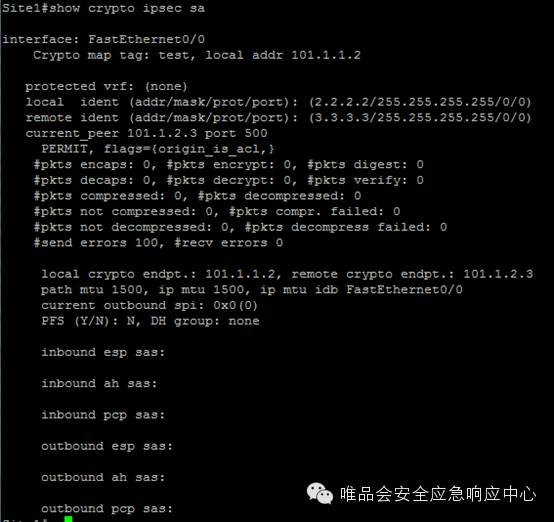 Site1#show crypto ipsec sa
interface: FastEthernet0/0
Crypto map tag: test, local addr 101.1.1.2
protected vrf: (none)
local  ident (addr/mask/prot/port): (2.2.2.2/255.255.255.255/0/0)
remote ident (addr/mask/prot/port): (3.3.3.3/255.255.255.255/0/0)
current_peer 101.1.2.3 port 500
PERMIT, flags={origin_is_acl,}
#pkts encaps: 0, #pkts encrypt: 0, #pkts digest: 0
#pkts decaps: 0, #pkts decrypt: 0, #pkts verify: 0
#pkts compressed: 0, #pkts decompressed: 0
#pkts not compressed: 0, #pkts compr. failed: 0
#pkts not decompressed: 0, #pkts decompress failed: 0
#send errors 100, #recv errors 0
local crypto endpt.: 101.1.1.2, remote crypto endpt.: 101.1.2.3
path mtu 1500, ip mtu 1500, ip mtu idb FastEthernet0/0
current outbound spi: 0x0(0)
PFS (Y/N): N, DH group: none
inbound esp sas:
inbound ah sas:
inbound pcp sas:
outbound esp sas:
outbound ah sas:
outbound pcp sas:
唯品会安全应急响应中心